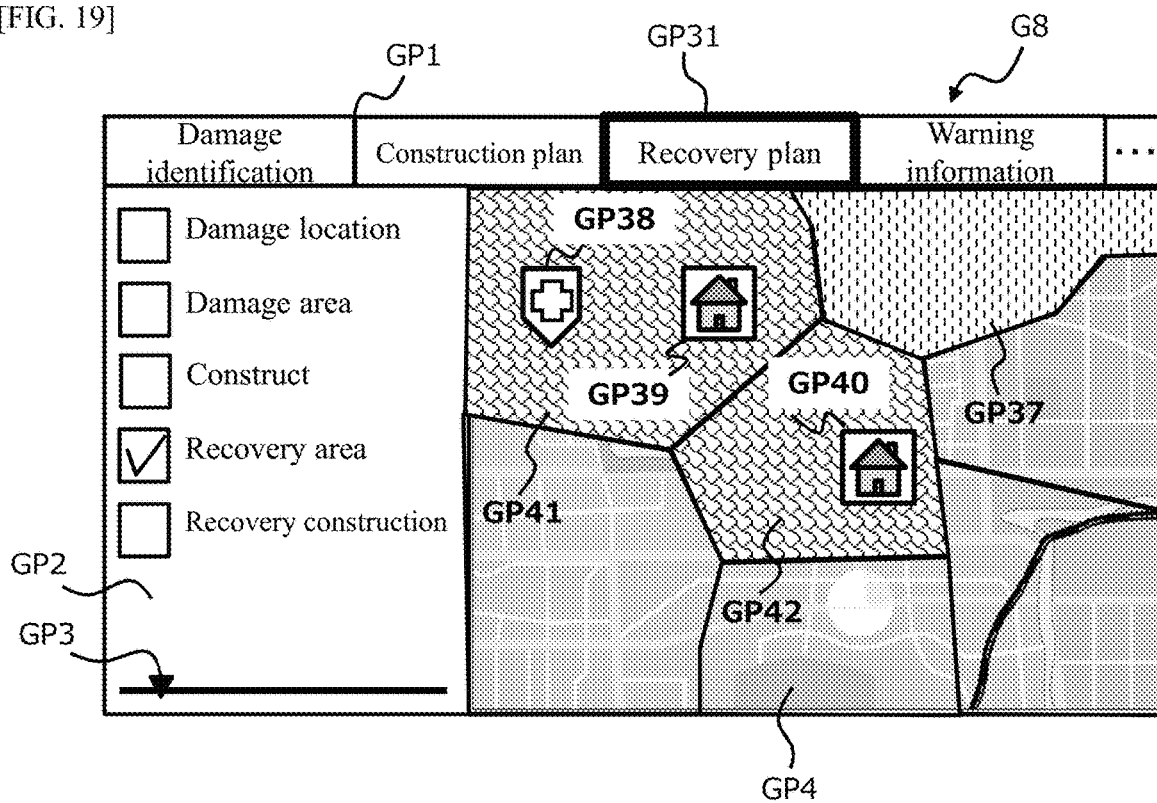 [FIG. 19]
GP31
G8
GP1
Damage identification
Construction plan
Recovery plan
Warning information
...
Damage location
Damage area
Construct
Recovery area
Recovery construction
GP38
GP39
GP40
GP37
GP41
GP42
GP2
GP3
GP4